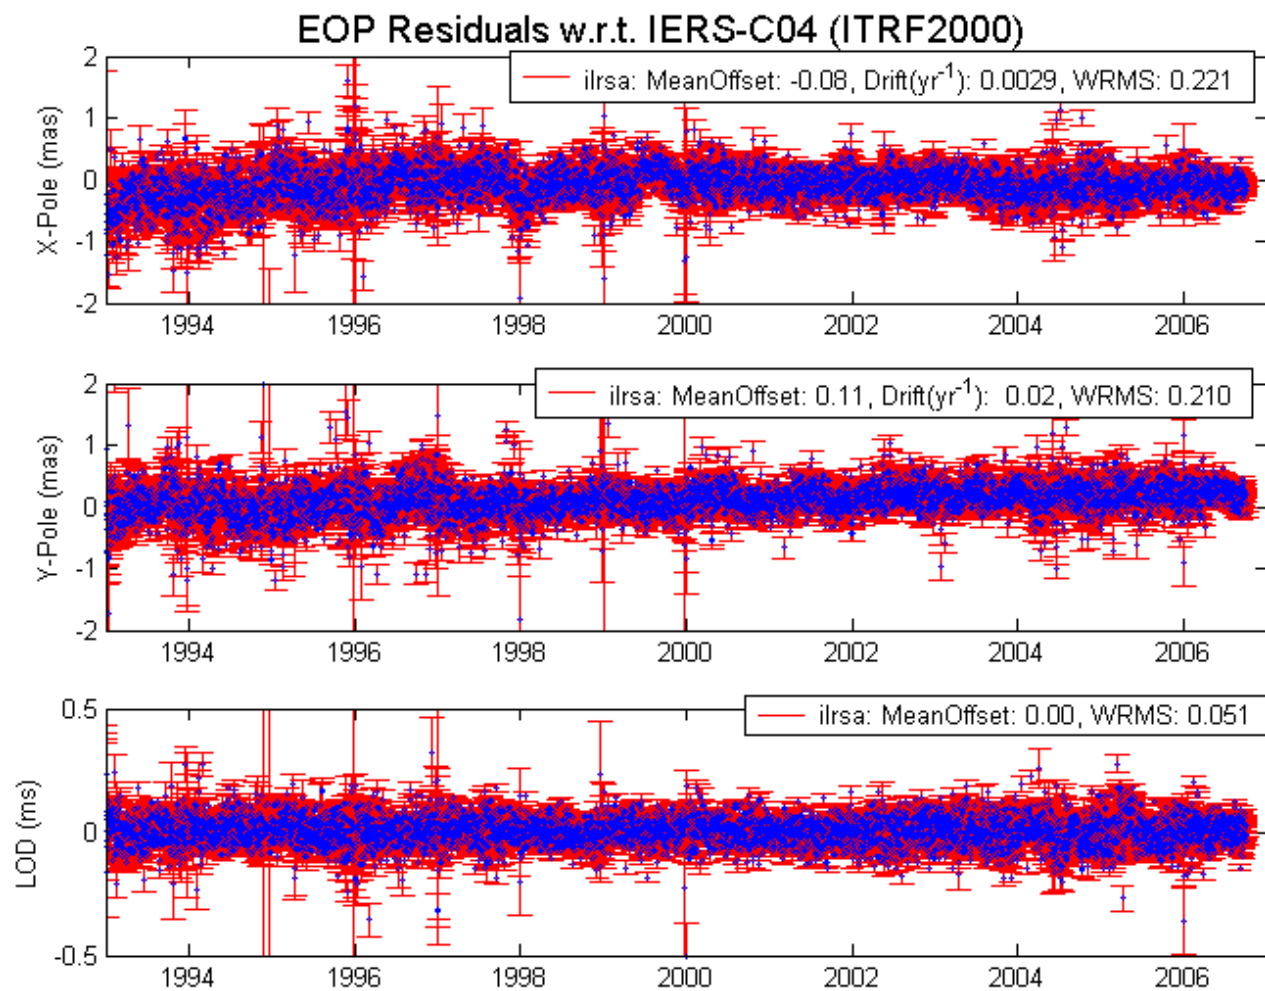 EOP Residuals w.r.t. IERS-C04 (ITRF2000)
ilrsa: MeanOffset: -0.08, Drift(yr-1): 0.0029, WRMS: 0.221
X-Pole (mas)
2
1
0
-1
-2
1994 1996 1998 2000 2002 2004 2006
ilrsa: MeanOffset: 0.11, Drift(yr-1): 0.02, WRMS: 0.210
Y-Pole (mas)
2
1
0
-1
-2
1994 1996 1998 2000 2002 2004 2006
ilrsa: MeanOffset: 0.00, WRMS: 0.051
LOD (ms)
0.5
0
-0.5
1994 1996 1998 2000 2002 2004 2006